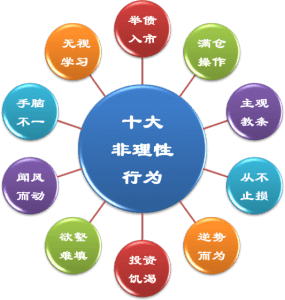 十大
非理性
行为
举债
入市
满仓
操作
主观
教条
从不
止损
逆势
而为
投资
饥渴
欲壑
难填
闻风
而动
手脑
不一
无视
学习